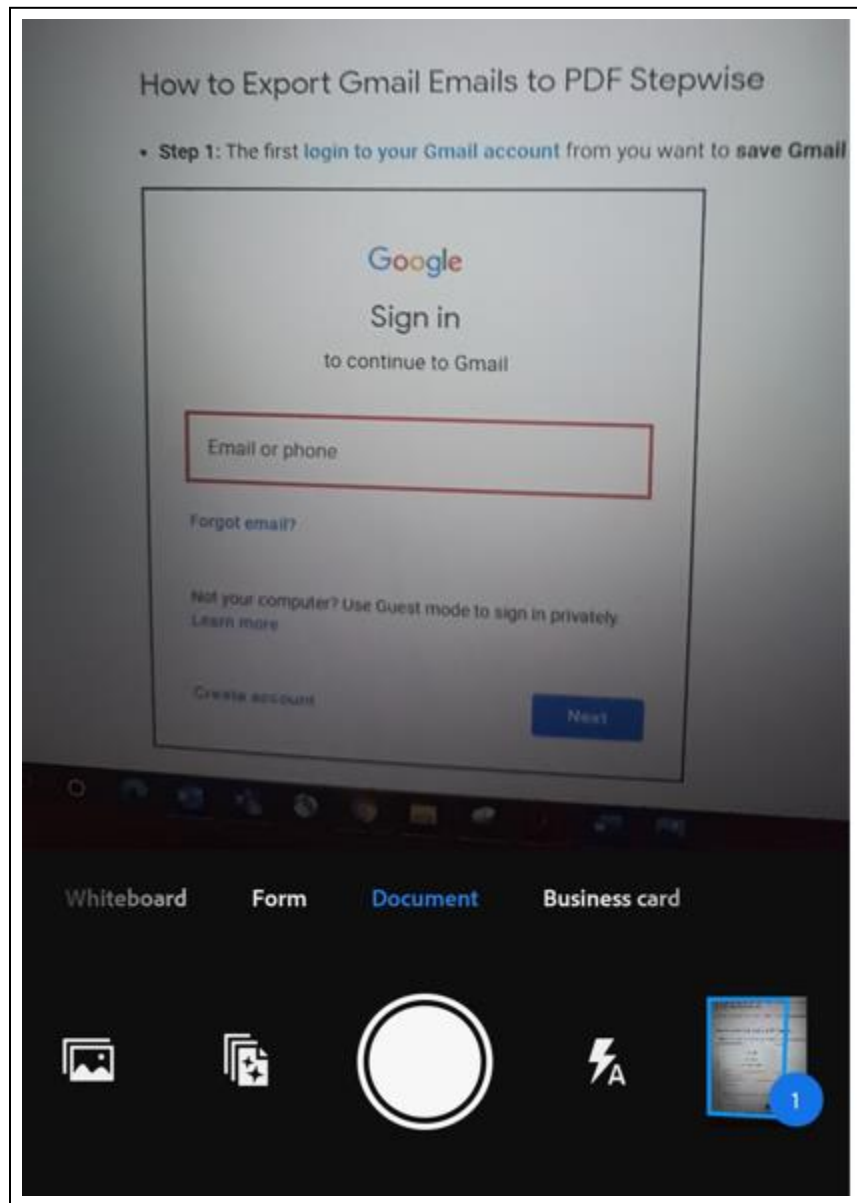 How to Export Gmail Emails to PDF Stepwise
• Step 1: The first login to your Gmail account from you want to save Gmail
Google
Sign in
to continue to Gmail
Email or phone
Forgot email?
Not your computer? Use Guest mode to sign in privately.
Learn more
Create account
Next
Whiteboard Form Document Business card
A
1